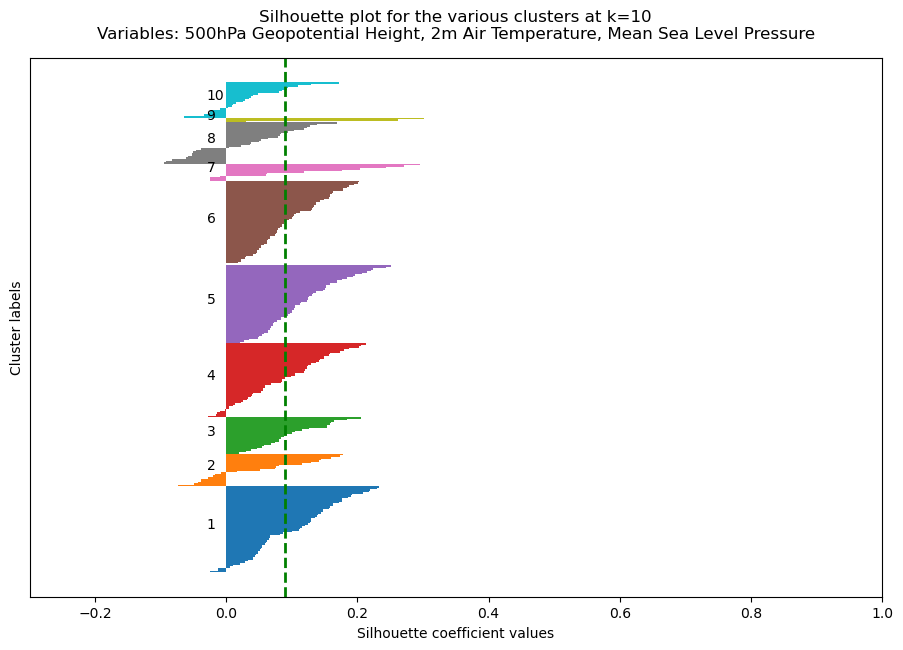 Silhouette plot for the various clusters at k=10
Variables: 500hPa Geopotential Height, 2m Air Temperature, Mean Sea Level Pressure
10
9
8
7
6
5
4
3
2
1
Cluster labels
−0.2 0.0 0.2 0.4 0.6 0.8 1.0
Silhouette coefficient values